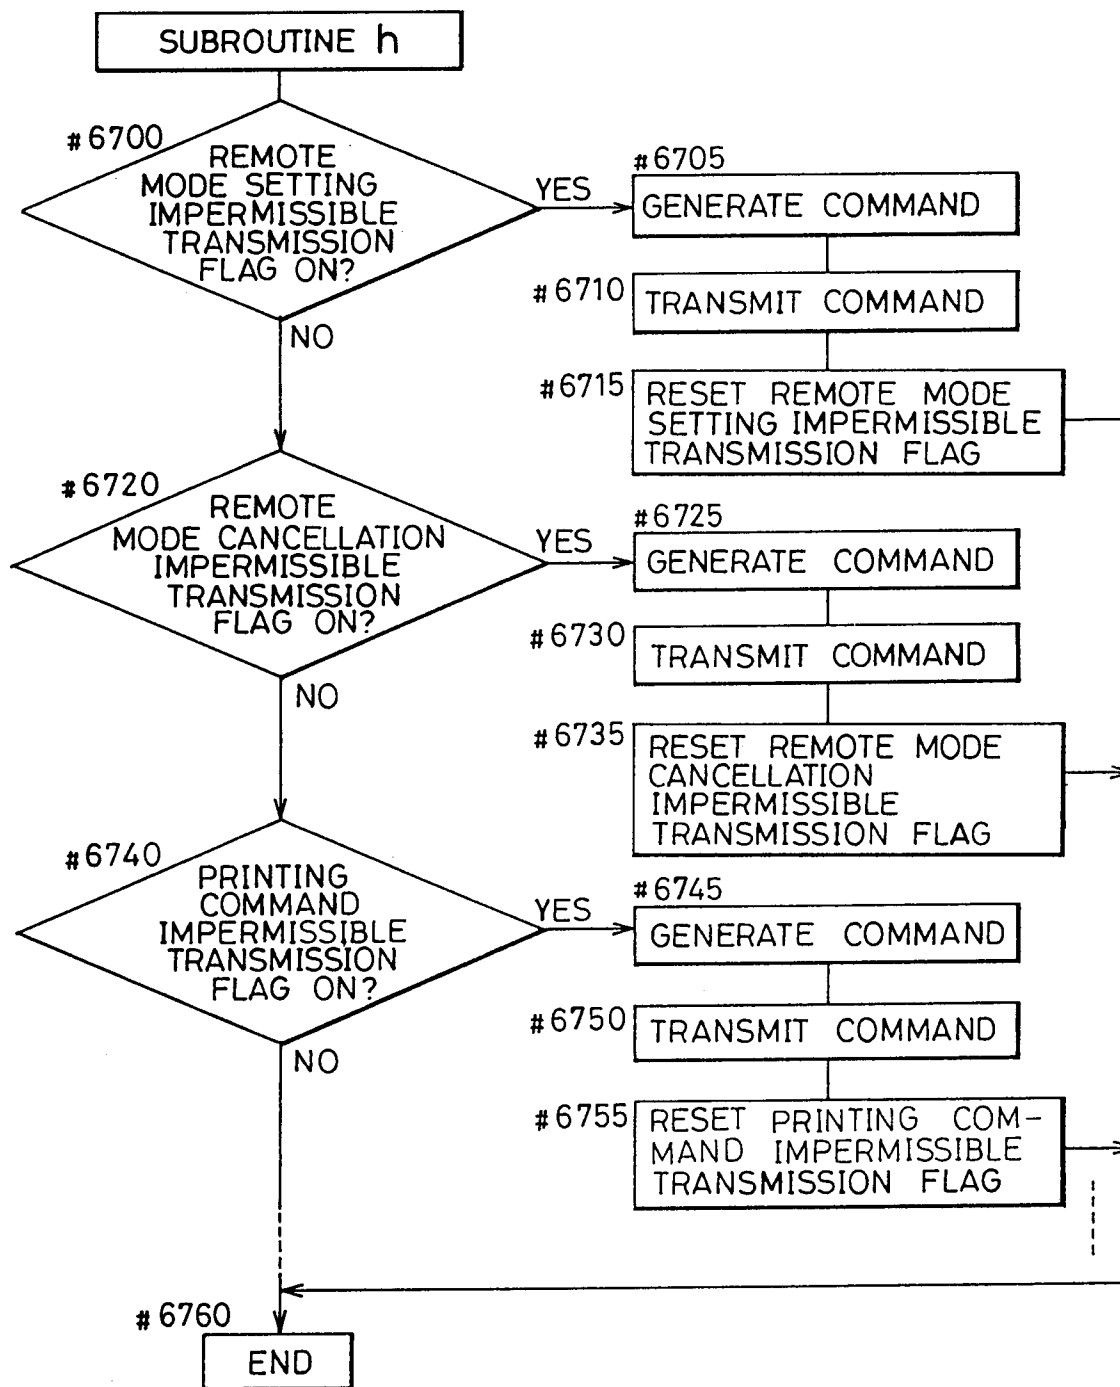 SUBROUTINE h
#6700
REMOTE
MODE SETTING
IMPERMISSIBLE
TRANSMISSION
FLAG ON?
YES
NO
#6705
GENERATE COMMAND
#6710
TRANSMIT COMMAND
#6715
RESET REMOTE MODE
SETTING IMPERMISSIBLE
TRANSMISSION FLAG
#6720
REMOTE
MODE CANCELLATION
IMPERMISSIBLE
TRANSMISSION
FLAG ON?
YES
NO
#6725
GENERATE COMMAND
#6730
TRANSMIT COMMAND
#6735
RESET REMOTE MODE
CANCELLATION
IMPERMISSIBLE
TRANSMISSION FLAG
#6740
PRINTING
COMMAND
IMPERMISSIBLE
TRANSMISSION
FLAG ON?
YES
NO
#6745
GENERATE COMMAND
#6750
TRANSMIT COMMAND
#6755
RESET PRINTING COM-
MAND IMPERMISSIBLE
TRANSMISSION FLAG
#6760
END